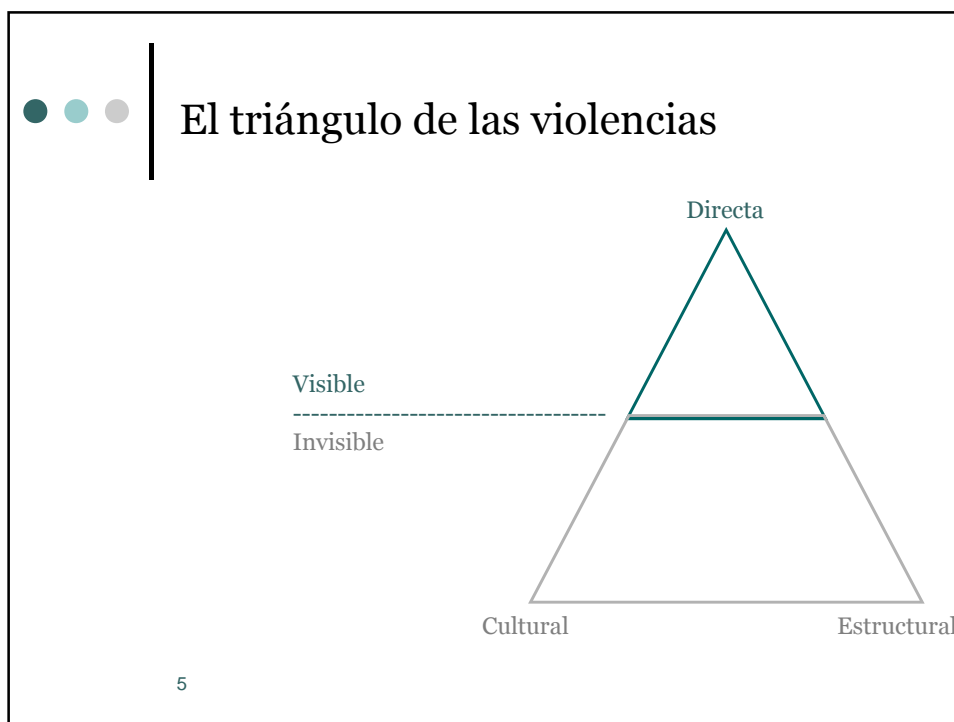 El triángulo de las violencias
Directa
Visible
-----------------------------------
Invisible
Cultural
Estructural
5